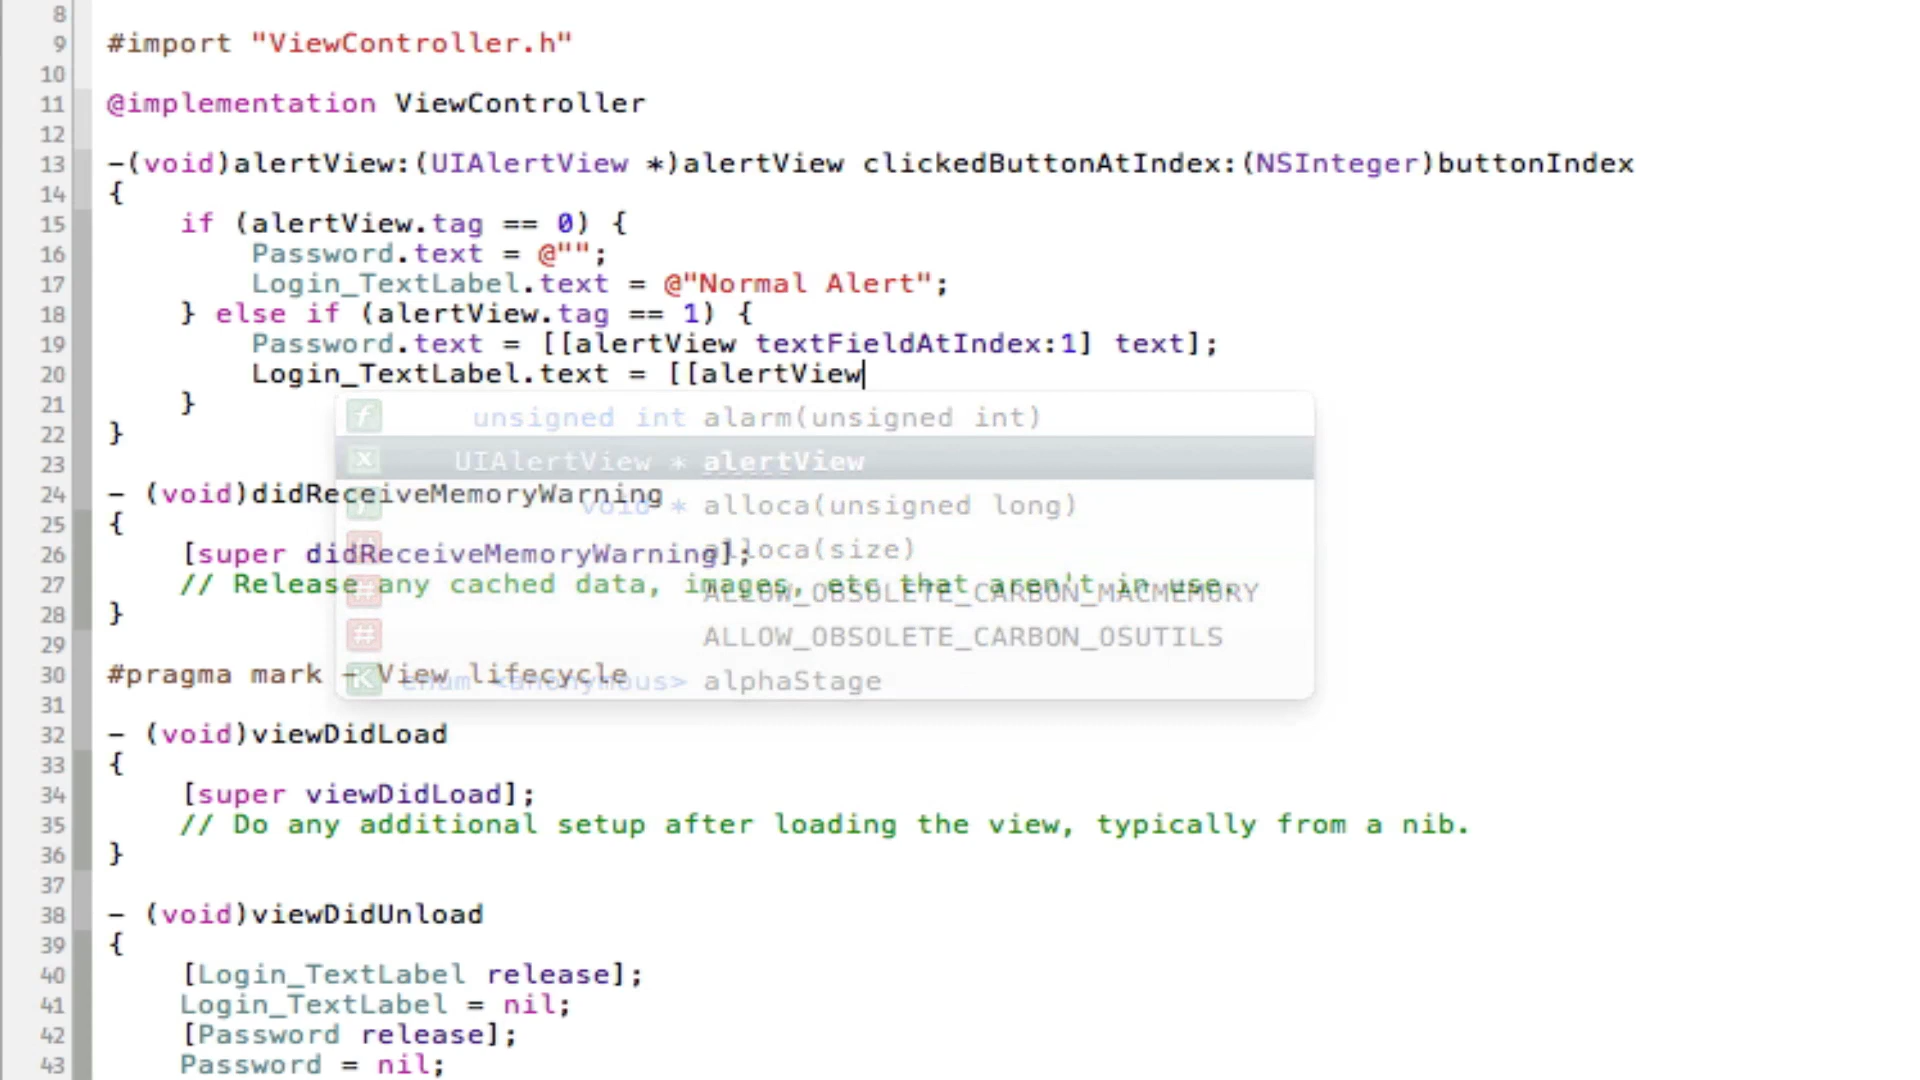 8
9 #import "ViewController.h"
10
11 @implementation ViewController
12
13 -(void)alertView:(UIAlertView *)alertView clickedButtonAtIndex:(NSInteger)buttonIndex
14 {
15 if (alertView.tag == 0) {
16 Password.text = @"";
17 Login_TextLabel.text = @"Normal Alert";
18 } else if (alertView.tag == 1) {
19 Password.text = [[alertView textFieldAtIndex:1] text];
20 Login_TextLabel.text = [[alertView
21 }
f unsigned int alarm(unsigned int)
22 }
X UIAlertView * alertView
23
24 - (void)didReceiveMemoryWarning
void * alloca(unsigned long)
25 {
alloca(size)
26 [super didReceiveMemoryWarning];
27 // Release any cached data, images, etc that aren't in use.
# ALLOW_OBSOLETE_CARBON_MACMEMORY
28 }
# ALLOW_OBSOLETE_CARBON_OSUTILS
29
30 #pragma mark - View lifecycle
K enum <anonymous> alphaStage
31
32 - (void)viewDidLoad
33 {
34 [super viewDidLoad];
35 // Do any additional setup after loading the view, typically from a nib.
36 }
37
38 - (void)viewDidUnload
39 {
40 [Login_TextLabel release];
41 Login_TextLabel = nil;
42 [Password release];
43 Password = nil;